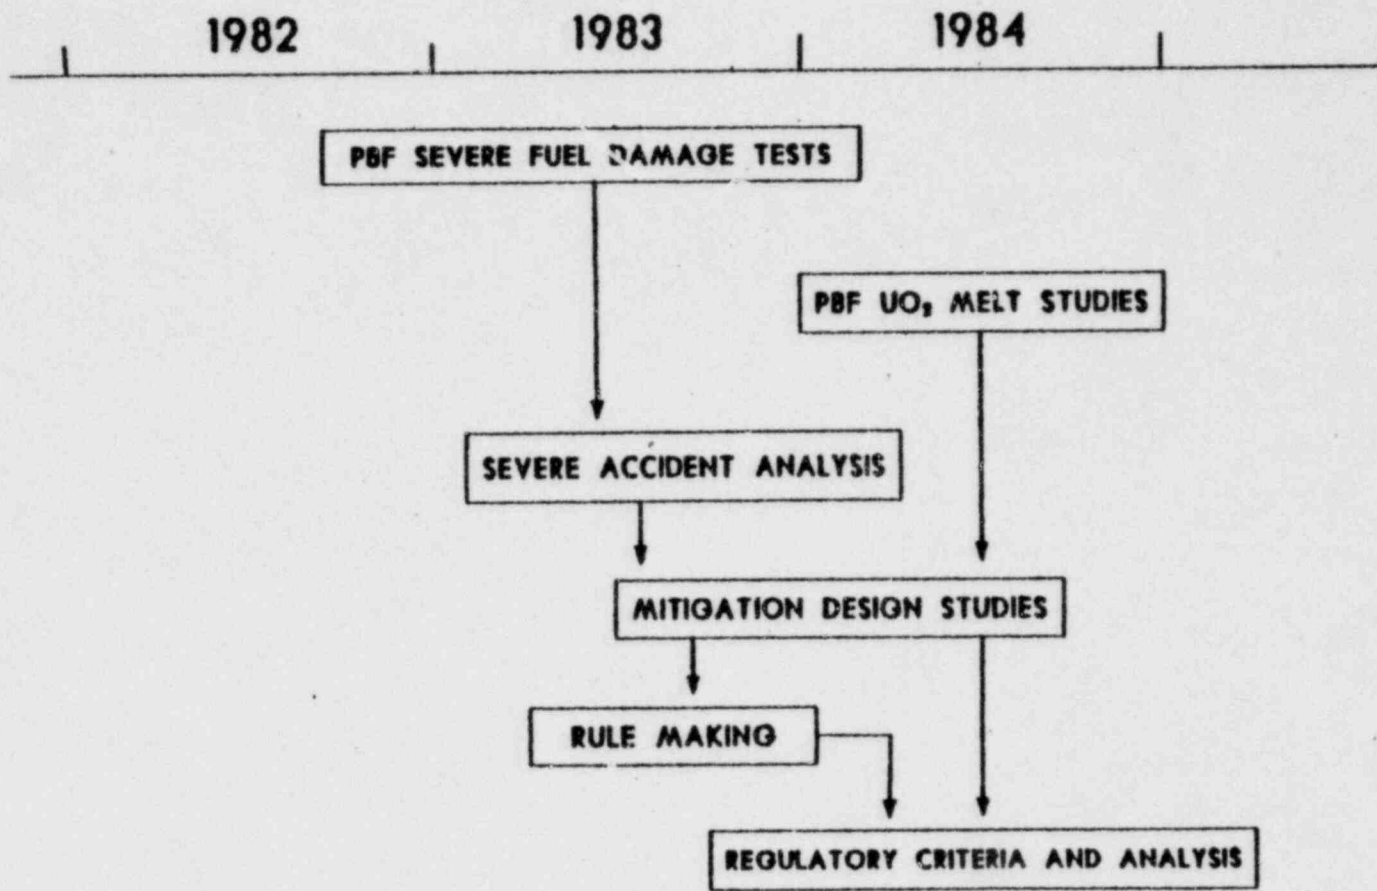 1982 1983 1984
PBF SEVERE FUEL DAMAGE TESTS
PBF UO₂ MELT STUDIES
SEVERE ACCIDENT ANALYSIS
MITIGATION DESIGN STUDIES
RULE MAKING
REGULATORY CRITERIA AND ANALYSIS